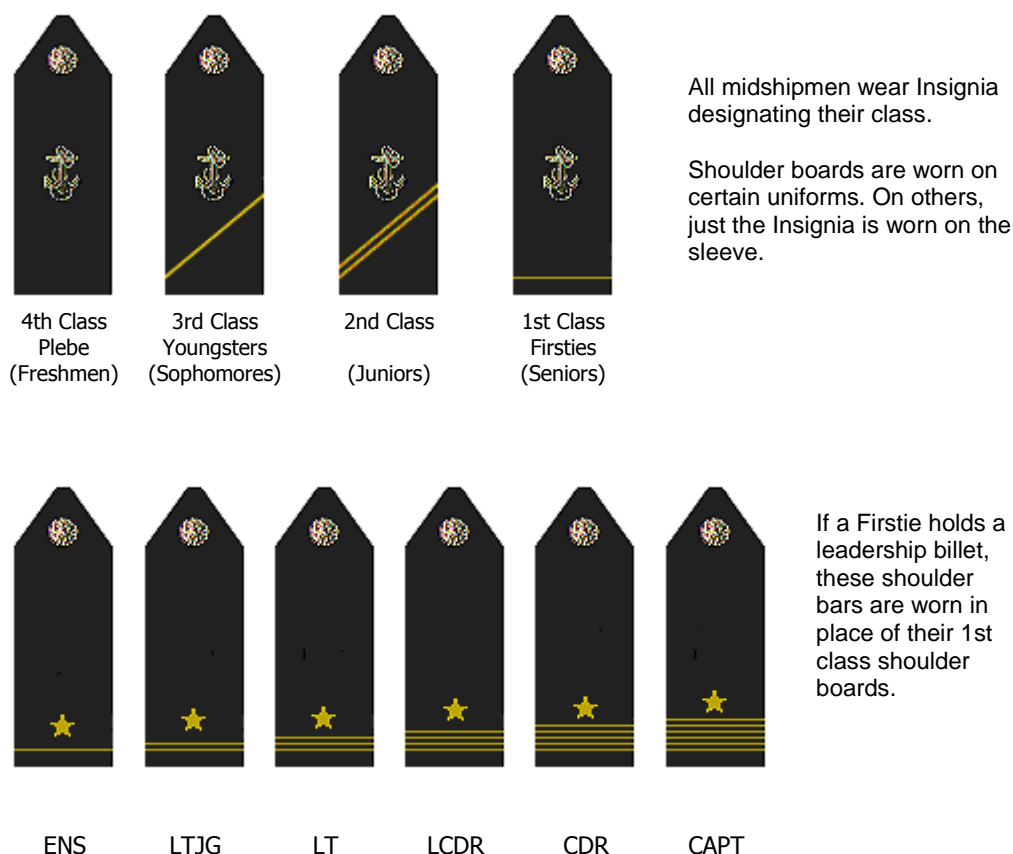 All midshipmen wear Insignia
designating their class.
Shoulder boards are worn on
certain uniforms. On others,
just the Insignia is worn on the
sleeve.
4th Class
Plebe
(Freshmen)
3rd Class
Youngsters
(Sophomores)
2nd Class
(Juniors)
1st Class
Firsties
(Seniors)
If a Firstie holds a
leadership billet,
these shoulder
bars are worn in
place of their 1st
class shoulder
boards.
ENS
LTJG
LT
LCDR
CDR
CAPT